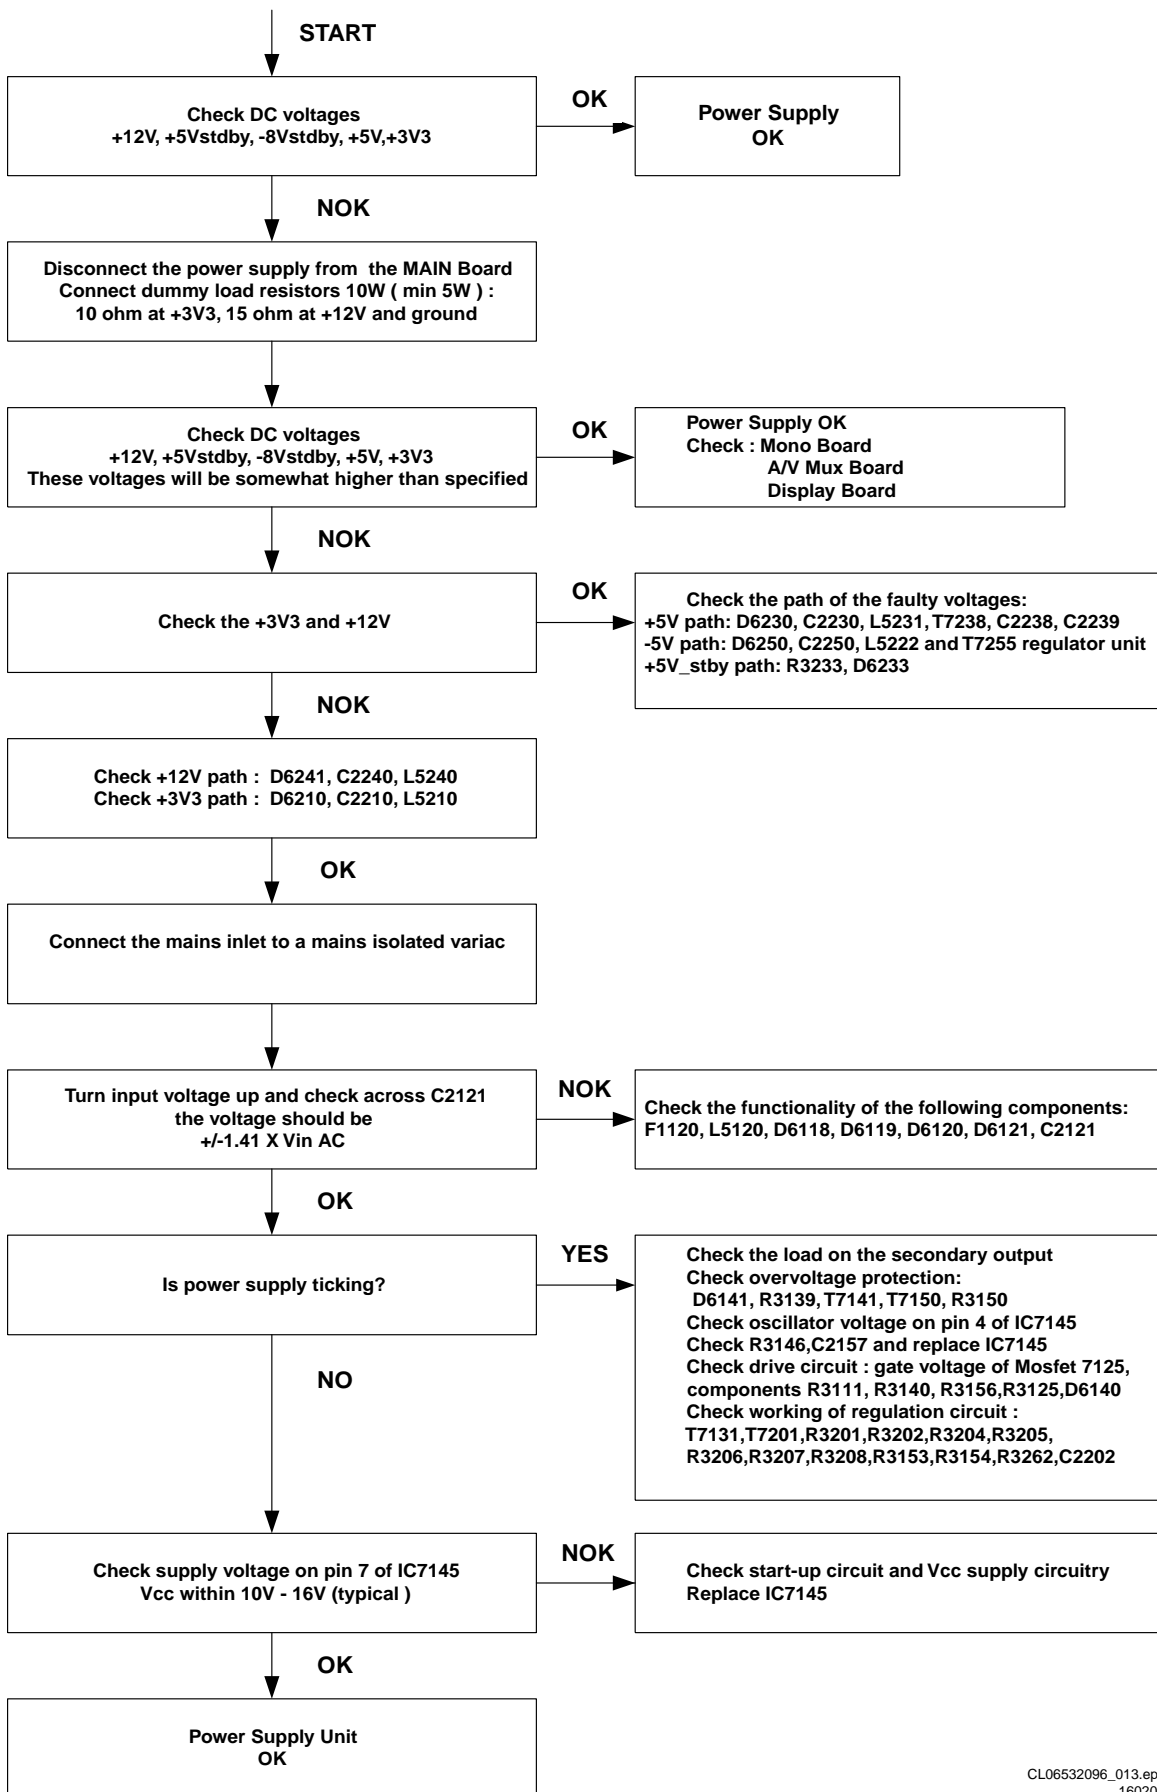 START
Check DC voltages
+12V, +5Vstdby, -8Vstdby, +5V,+3V3
OK
Power Supply
OK
NOK
Disconnect the power supply from the MAIN Board
Connect dummy load resistors 10W ( min 5W ) :
10 ohm at +3V3, 15 ohm at +12V and ground
Check DC voltages
+12V, +5Vstdby, -8Vstdby, +5V, +3V3
These voltages will be somewhat higher than specified
OK
Power Supply OK
Check : Mono Board
A/V Mux Board
Display Board
NOK
Check the +3V3 and +12V
OK
Check the path of the faulty voltages:
+5V path: D6230, C2230, L5231, T7238, C2238, C2239
-5V path: D6250, C2250, L5222 and T7255 regulator unit
+5V_stby path: R3233, D6233
NOK
Check +12V path : D6241, C2240, L5240
Check +3V3 path : D6210, C2210, L5210
OK
Connect the mains inlet to a mains isolated variac
Turn input voltage up and check across C2121
the voltage should be
+/-1.41 X Vin AC
NOK
Check the functionality of the following components:
F1120, L5120, D6118, D6119, D6120, D6121, C2121
OK
Is power supply ticking?
YES
Check the load on the secondary output
Check overvoltage protection:
D6141, R3139, T7141, T7150, R3150
Check oscillator voltage on pin 4 of IC7145
Check R3146,C2157 and replace IC7145
Check drive circuit : gate voltage of Mosfet 7125,
components R3111, R3140, R3156,R3125,D6140
Check working of regulation circuit :
T7131,T7201,R3201,R3202,R3204,R3205,
R3206,R3207,R3208,R3153,R3154,R3262,C2202
NO
Check supply voltage on pin 7 of IC7145
Vcc within 10V - 16V (typical )
NOK
Check start-up circuit and Vcc supply circuitry
Replace IC7145
OK
Power Supply Unit
OK
CL06532096_013.ep
16020